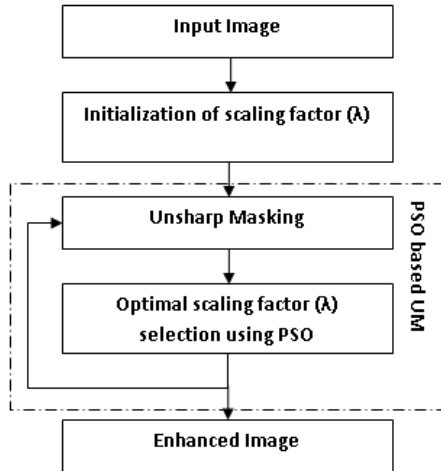 Input Image
Initialization of scaling factor (λ)
Unsharp Masking
Optimal scaling factor (λ)
selection using PSO
PSO based UM
Enhanced Image